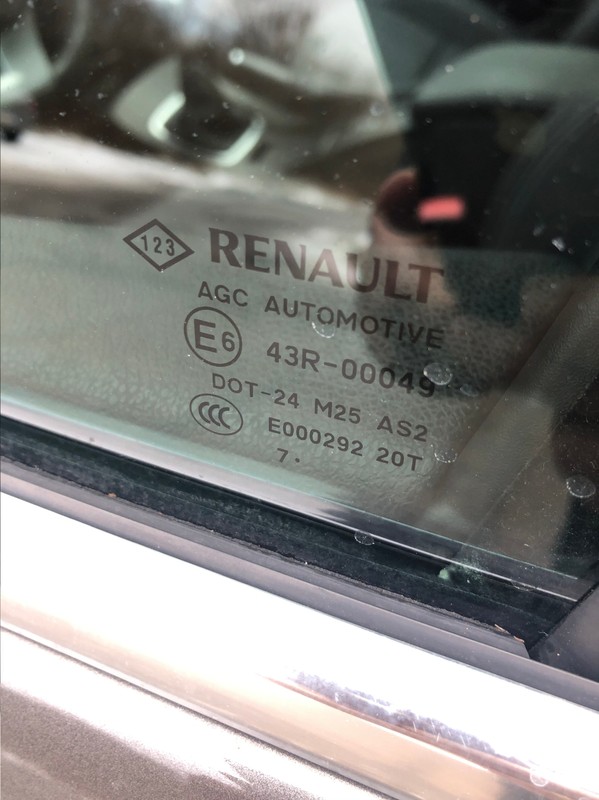 123 RENAULT
AGC AUTOMOTIVE
E6 43R-00049
DOT-24 M25 AS2
CCC E000292 20T
7.